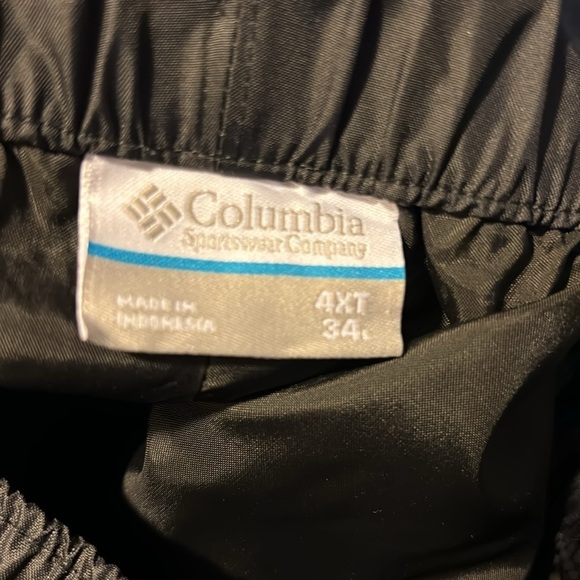 Columbia
Sportswear Company
MADE IN
INDONESIA
4XT
34L